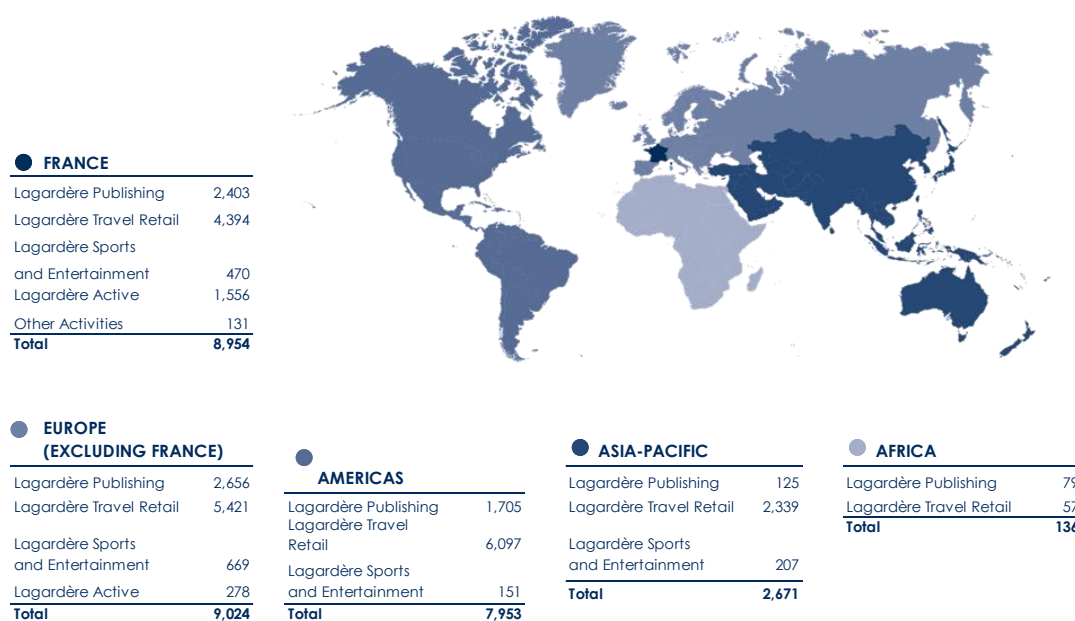 FRANCE
Lagardère Publishing 2,403
Lagardère Travel Retail 4,394
Lagardère Sports
and Entertainment 470
Lagardère Active 1,556
Other Activities 131
Total 8,954
EUROPE
(EXCLUDING FRANCE)
Lagardère Publishing 2,656
Lagardère Travel Retail 5,421
Lagardère Sports
and Entertainment 669
Lagardère Active 278
Total 9,024
AMERICAS
Lagardère Publishing 1,705
Lagardère Travel
Retail 6,097
Lagardère Sports
and Entertainment 151
Total 7,953
ASIA-PACIFIC
Lagardère Publishing 125
Lagardère Travel Retail 2,339
Lagardère Sports
and Entertainment 207
Total 2,671
AFRICA
Lagardère Publishing 79
Lagardère Travel Retail 57
Total 136